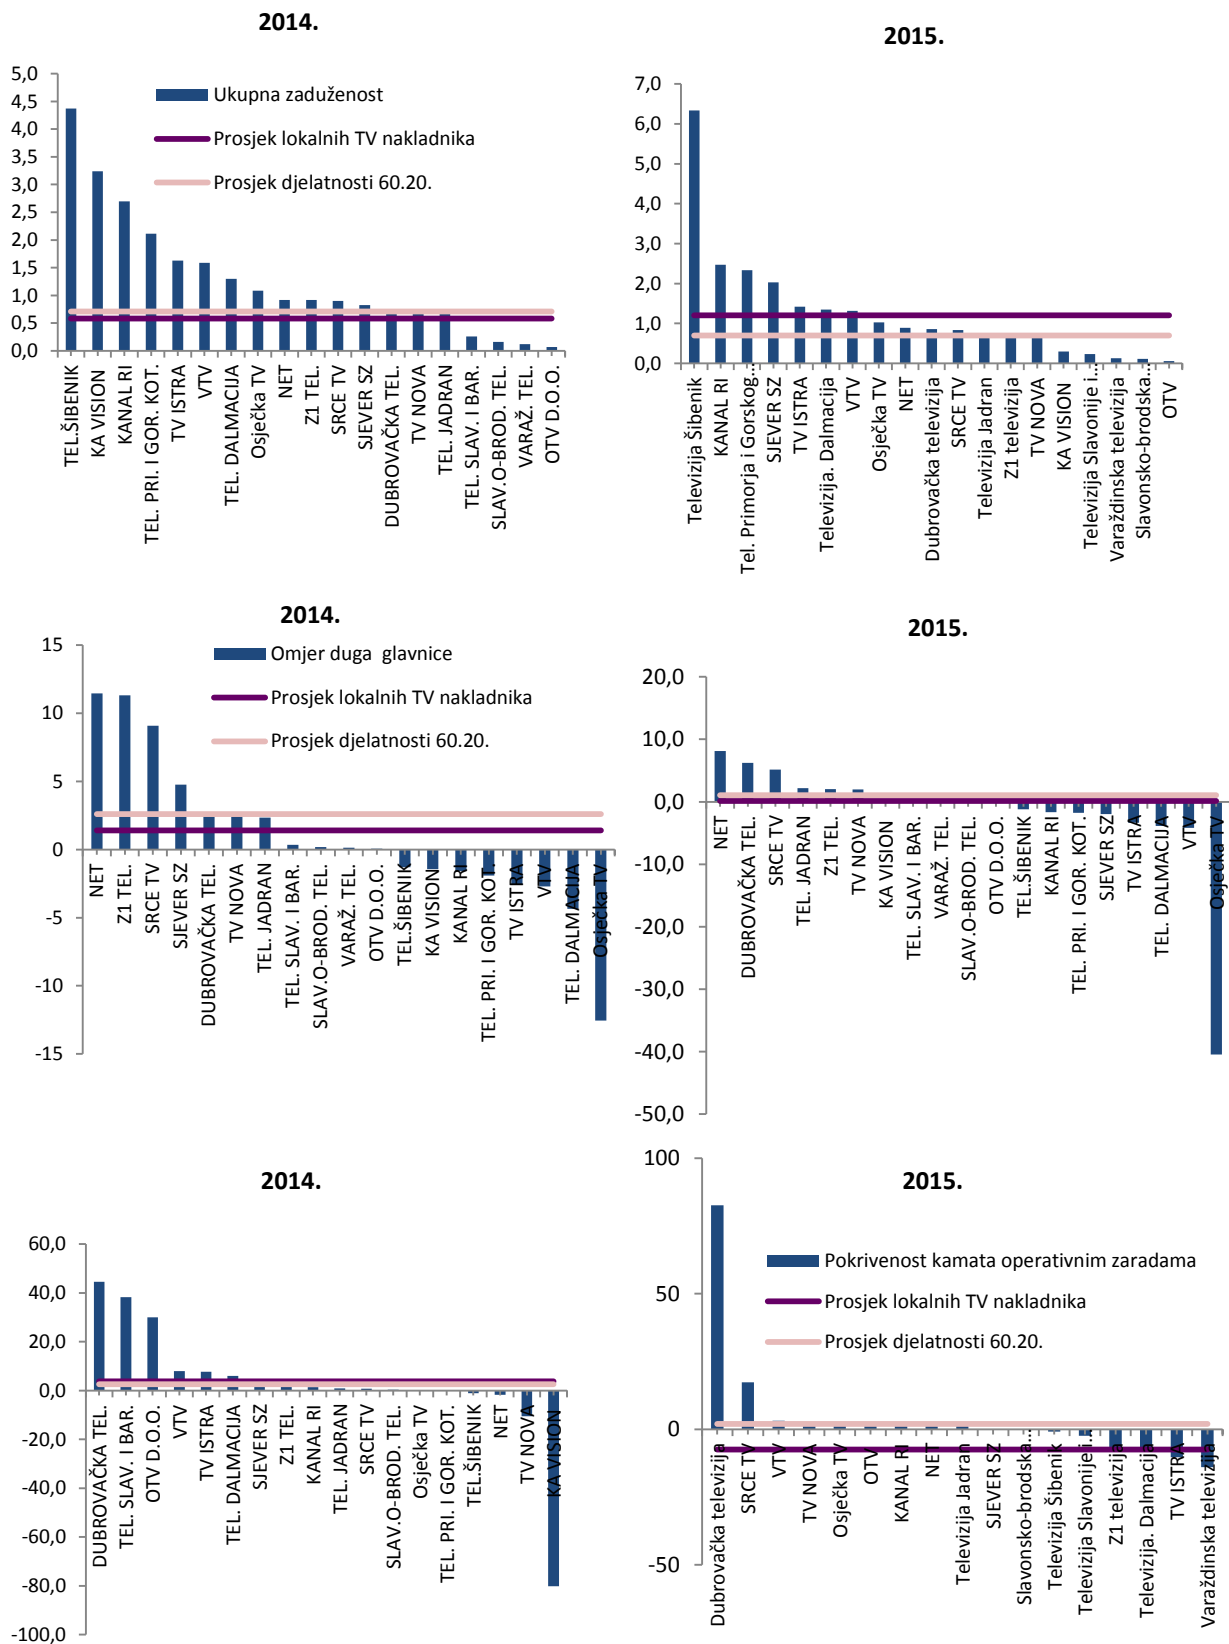 2014.
5,0
4,5
4,0
3,5
3,0
2,5
2,0
1,5
1,0
0,5
0,0
Ukupna zaduženost
Prosjek lokalnih TV nakladnika
Prosjek djelatnosti 60.20.
TEL.ŠIBENIK
KA VISION
KANAL RI
TEL. PRI. I GOR. KOT.
TV ISTRA
VTV
TEL. DALMACIJA
Osječka TV
NET
Z1 TEL.
SRCE TV
SJEVER SZ
DUBROVAČKA TEL.
TV NOVA
TEL. JADRAN
TEL. SLAV. I BAR.
SLAV.O-BROD. TEL.
VARAŽ. TEL.
OTV D.O.O.
2015.
7,0
6,0
5,0
4,0
3,0
2,0
1,0
0,0
Televizija Šibenik
KANAL RI
Tel. Primorja i Gorskog…
SJEVER SZ
TV ISTRA
Televizija. Dalmacija
VTV
Osječka TV
NET
Dubrovačka televizija
SRCE TV
Televizija Jadran
Z1 televizija
TV NOVA
KA VISION
Televizija Slavonije i…
Varaždinska televizija
Slavonsko-brodska…
OTV
2014.
15
10
5
0
-5
-10
-15
Omjer duga  glavnice
Prosjek lokalnih TV nakladnika
Prosjek djelatnosti 60.20.
NET
Z1 TEL.
SRCE TV
SJEVER SZ
DUBROVAČKA TEL.
TV NOVA
TEL. JADRAN
TEL. SLAV. I BAR.
SLAV.O-BROD. TEL.
VARAŽ. TEL.
OTV D.O.O.
TEL.ŠIBENIK
KA VISION
KANAL RI
TEL. PRI. I GOR. KOT.
TV ISTRA
VTV
TEL. DALMACIJA
Osječka TV
2015.
20,0
10,0
0,0
-10,0
-20,0
-30,0
-40,0
-50,0
NET
DUBROVAČKA TEL.
SRCE TV
TEL. JADRAN
Z1 TEL.
TV NOVA
KA VISION
TEL. SLAV. I BAR.
VARAŽ. TEL.
SLAV.O-BROD. TEL.
OTV D.O.O.
TEL.ŠIBENIK
KANAL RI
TEL. PRI. I GOR. KOT.
SJEVER SZ
TV ISTRA
TEL. DALMACIJA
VTV
Osječka TV
2014.
60,0
40,0
20,0
0,0
-20,0
-40,0
-60,0
-80,0
-100,0
DUBROVAČKA TEL.
TEL. SLAV. I BAR.
OTV D.O.O.
VTV
TV ISTRA
TEL. DALMACIJA
SJEVER SZ
Z1 TEL.
KANAL RI
TEL. JADRAN
SRCE TV
SLAV.O-BROD. TEL.
Osječka TV
TEL. PRI. I GOR. KOT.
TEL.ŠIBENIK
NET
TV NOVA
KA VISION
2015.
100
50
0
-50
Pokrivenost kamata operativnim zaradama
Prosjek lokalnih TV nakladnika
Prosjek djelatnosti 60.20.
Dubrovačka televizija
SRCE TV
VTV
TV NOVA
Osječka TV
OTV
KANAL RI
NET
Televizija Jadran
SJEVER SZ
Slavonsko-brodska…
Televizija Šibenik
Televizija Slavonije i…
Z1 televizija
Televizija. Dalmacija
TV ISTRA
Varaždinska televizija